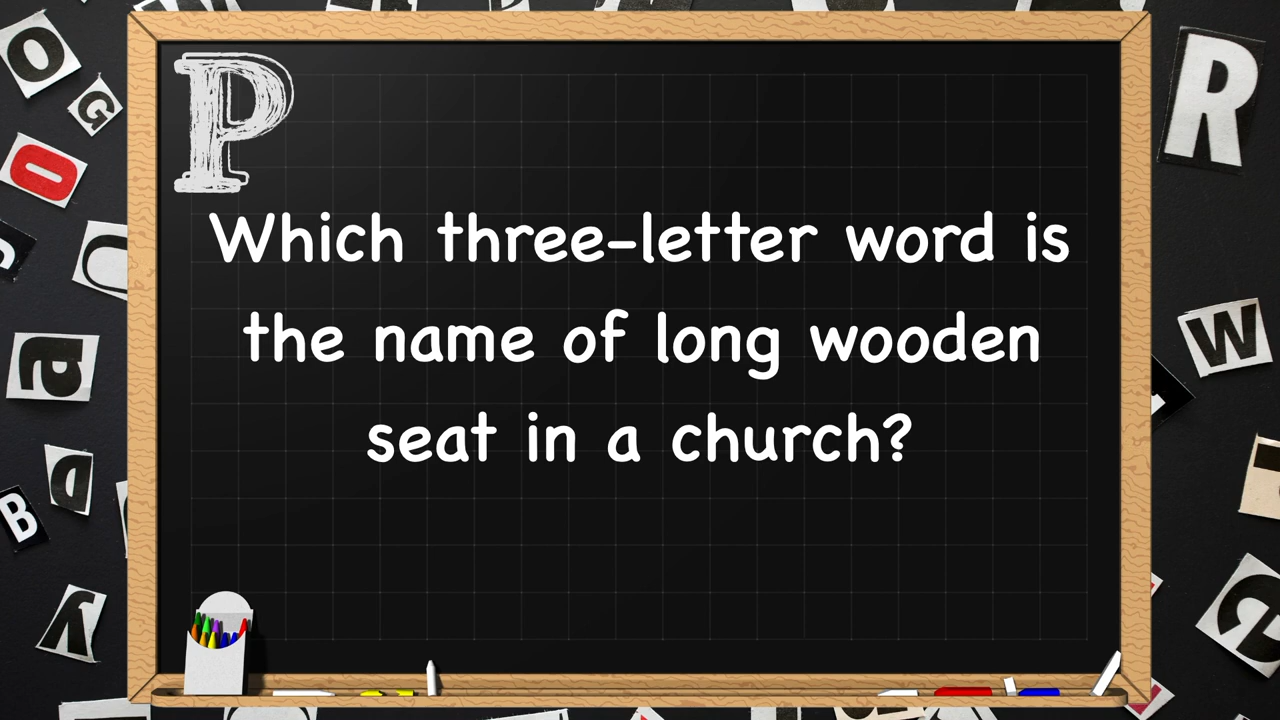 P
Which three-letter word is
the name of long wooden
seat in a church?
O
G
O
a
D
B
R
W